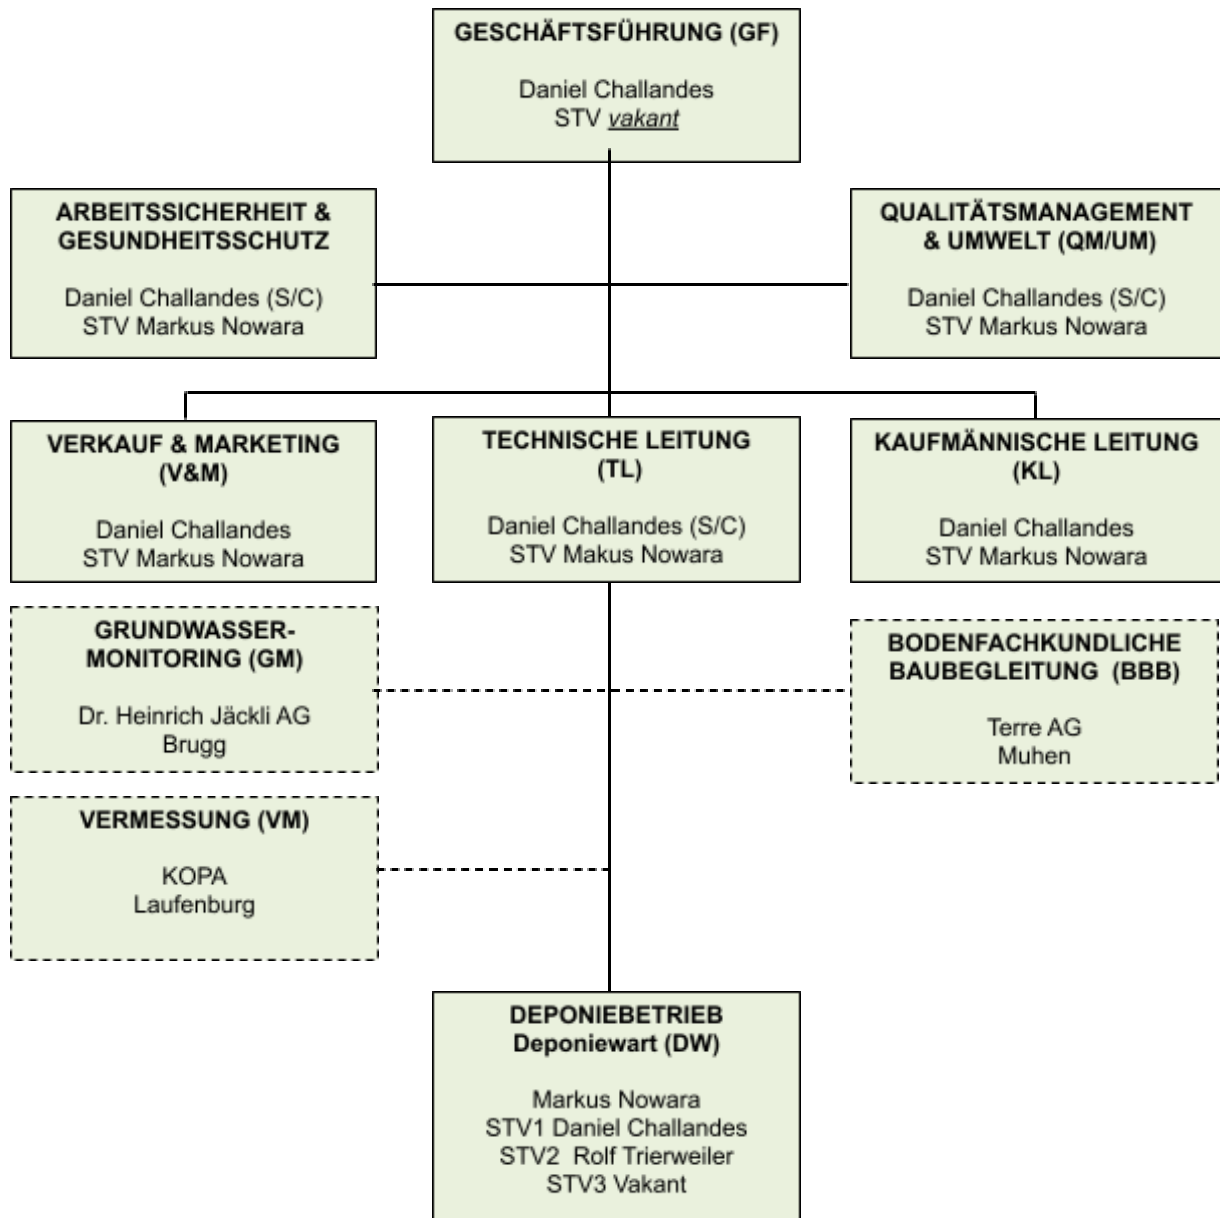 GESCHÄFTSFÜHRUNG (GF)
Daniel Challandes
STV vakant
ARBEITSSICHERHEIT &
GESUNDHEITSSCHUTZ
Daniel Challandes (S/C)
STV Markus Nowara
QUALITÄTSMANAGEMENT
& UMWELT (QM/UM)
Daniel Challandes (S/C)
STV Markus Nowara
VERKAUF & MARKETING
(V&M)
Daniel Challandes
STV Markus Nowara
TECHNISCHE LEITUNG
(TL)
Daniel Challandes (S/C)
STV Makus Nowara
KAUFMÄNNISCHE LEITUNG
(KL)
Daniel Challandes
STV Markus Nowara
GRUNDWASSER-
MONITORING (GM)
Dr. Heinrich Jäckli AG
Brugg
BODENFACHKUNDLICHE
BAUBEGLEITUNG (BBB)
Terre AG
Muhen
VERMESSUNG (VM)
KOPA
Laufenburg
DEPONIEBETRIEB
Deponiewart (DW)
Markus Nowara
STV1 Daniel Challandes
STV2 Rolf Trierweiler
STV3 Vakant